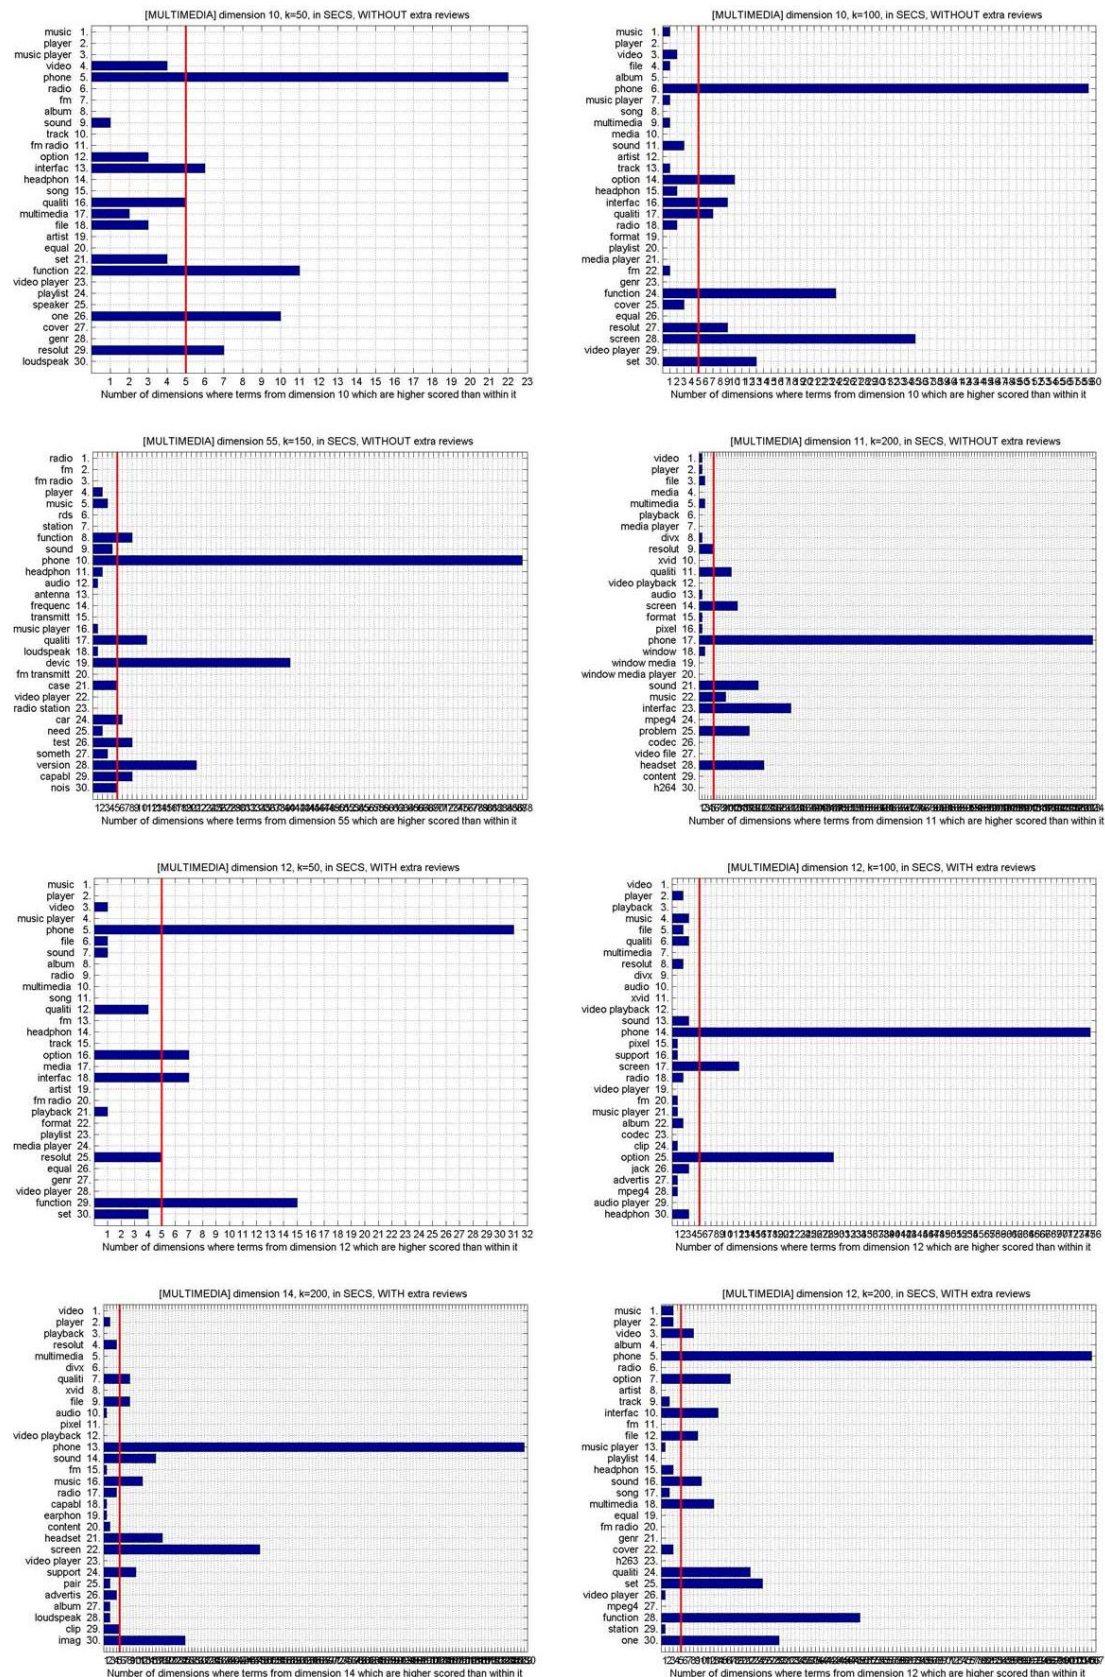 [MULTIMEDIA] dimension 10, k=50, in SECS, WITHOUT extra reviews
music 1.
player 2.
music player 3.
video 4.
phone 5.
radio 6.
fm 7.
album 8.
sound 9.
track 10.
fm radio 11.
option 12.
interfac 13.
headphon 14.
song 15.
qualiti 16.
multimedia 17.
file 18.
artist 19.
equal 20.
set 21.
function 22.
video player 23.
playlist 24.
speaker 25.
one 26.
cover 27.
genr 28.
resolut 29.
loudspeak 30.
1 2 3 4 5 6 7 8 9 10 11 12 13 14 15 16 17 18 19 20 21 22 23
Number of dimensions where terms from dimension 10 which are higher scored than within it
[MULTIMEDIA] dimension 10, k=100, in SECS, WITHOUT extra reviews
music 1.
player 2.
video 3.
file 4.
album 5.
phone 6.
music player 7.
song 8.
multimedia 9.
media 10.
sound 11.
artist 12.
track 13.
option 14.
headphon 15.
interfac 16.
qualiti 17.
radio 18.
format 19.
playlist 20.
media player 21.
fm 22.
genr 23.
function 24.
cover 25.
equal 26.
resolut 27.
screen 28.
video player 29.
set 30.
Number of dimensions where terms from dimension 10 which are higher scored than within it
[MULTIMEDIA] dimension 55, k=150, in SECS, WITHOUT extra reviews
radio 1.
fm 2.
fm radio 3.
player 4.
music 5.
rds 6.
station 7.
function 8.
sound 9.
phone 10.
headphon 11.
audio 12.
antenna 13.
frequenc 14.
transmitt 15.
music player 16.
qualiti 17.
loudspeak 18.
devic 19.
fm transmitt 20.
case 21.
video player 22.
radio station 23.
car 24.
need 25.
test 26.
someth 27.
version 28.
capabl 29.
nois 30.
Number of dimensions where terms from dimension 55 which are higher scored than within it
[MULTIMEDIA] dimension 11, k=200, in SECS, WITHOUT extra reviews
video 1.
player 2.
file 3.
media 4.
multimedia 5.
playback 6.
media player 7.
divx 8.
resolut 9.
xvid 10.
qualiti 11.
video playback 12.
audio 13.
screen 14.
format 15.
pixel 16.
phone 17.
window 18.
window media 19.
window media player 20.
sound 21.
music 22.
interfac 23.
mpeg4 24.
problem 25.
codec 26.
video file 27.
headset 28.
content 29.
h264 30.
Number of dimensions where terms from dimension 11 which are higher scored than within it
[MULTIMEDIA] dimension 12, k=50, in SECS, WITH extra reviews
music 1.
player 2.
video 3.
music player 4.
phone 5.
file 6.
sound 7.
album 8.
radio 9.
multimedia 10.
song 11.
qualiti 12.
fm 13.
headphon 14.
track 15.
option 16.
media 17.
interfac 18.
artist 19.
fm radio 20.
playback 21.
format 22.
playlist 23.
media player 24.
resolut 25.
equal 26.
genr 27.
video player 28.
function 29.
set 30.
1 2 3 4 5 6 7 8 9 10 11 12 13 14 15 16 17 18 19 20 21 22 23 24 25 26 27 28 29 30 31 32
Number of dimensions where terms from dimension 12 which are higher scored than within it
[MULTIMEDIA] dimension 12, k=100, in SECS, WITH extra reviews
video 1.
player 2.
playback 3.
music 4.
file 5.
qualiti 6.
multimedia 7.
resolut 8.
divx 9.
audio 10.
xvid 11.
video playback 12.
sound 13.
phone 14.
pixel 15.
support 16.
screen 17.
radio 18.
video player 19.
fm 20.
music player 21.
album 22.
codec 23.
clip 24.
option 25.
jack 26.
advertis 27.
mpeg4 28.
audio player 29.
headphon 30.
Number of dimensions where terms from dimension 12 which are higher scored than within it
[MULTIMEDIA] dimension 14, k=200, in SECS, WITH extra reviews
video 1.
player 2.
playback 3.
resolut 4.
multimedia 5.
divx 6.
qualiti 7.
xvid 8.
file 9.
audio 10.
pixel 11.
video playback 12.
phone 13.
sound 14.
fm 15.
music 16.
radio 17.
capabl 18.
earphon 19.
content 20.
headset 21.
screen 22.
video player 23.
support 24.
pair 25.
advertis 26.
album 27.
loudspeak 28.
clip 29.
imag 30.
Number of dimensions where terms from dimension 14 which are higher scored than within it
[MULTIMEDIA] dimension 12, k=200, in SECS, WITH extra reviews
music 1.
player 2.
video 3.
album 4.
phone 5.
radio 6.
option 7.
artist 8.
track 9.
interfac 10.
fm 11.
file 12.
music player 13.
playlist 14.
headphon 15.
sound 16.
song 17.
multimedia 18.
equal 19.
fm radio 20.
genr 21.
cover 22.
h263 23.
qualiti 24.
set 25.
video player 26.
mpeg4 27.
function 28.
station 29.
one 30.
Number of dimensions where terms from dimension 12 which are higher scored than within it